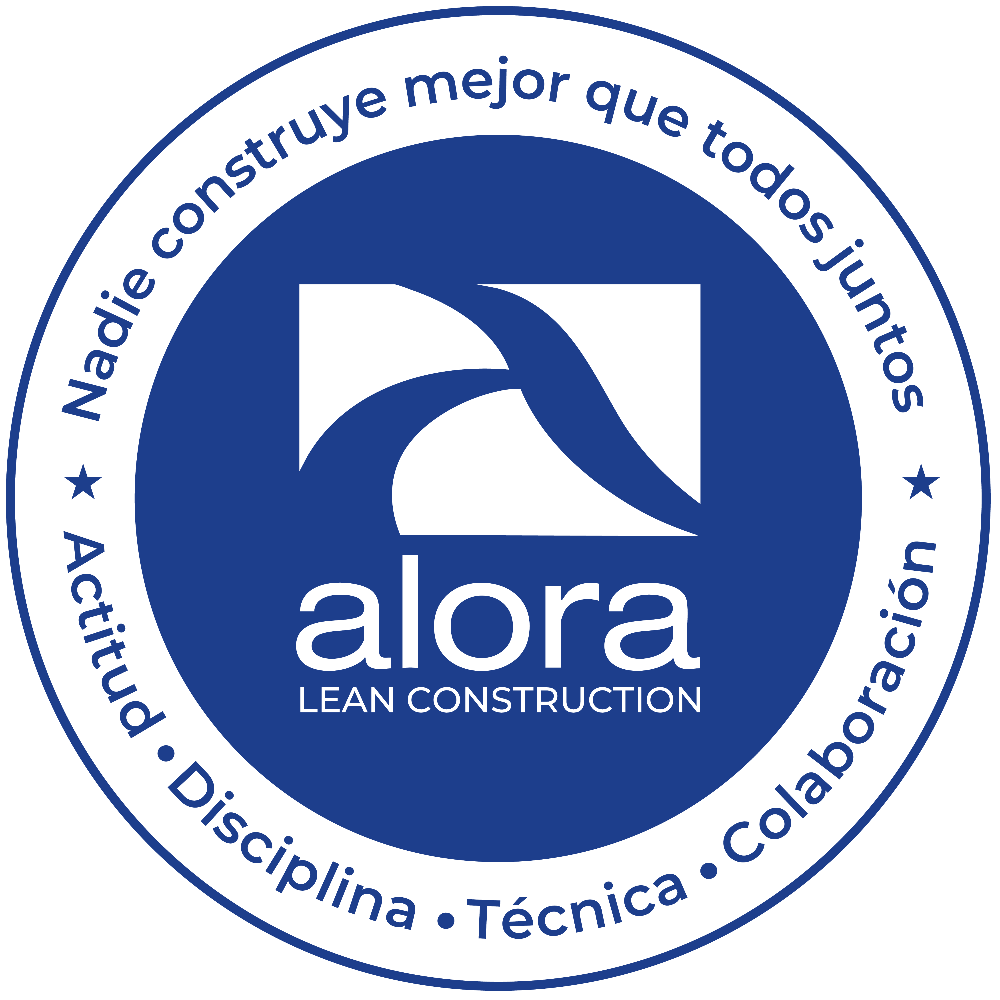 Nadie construye mejor que todos juntos
alora
LEAN CONSTRUCTION
Actitud • Disciplina • Técnica • Colaboración